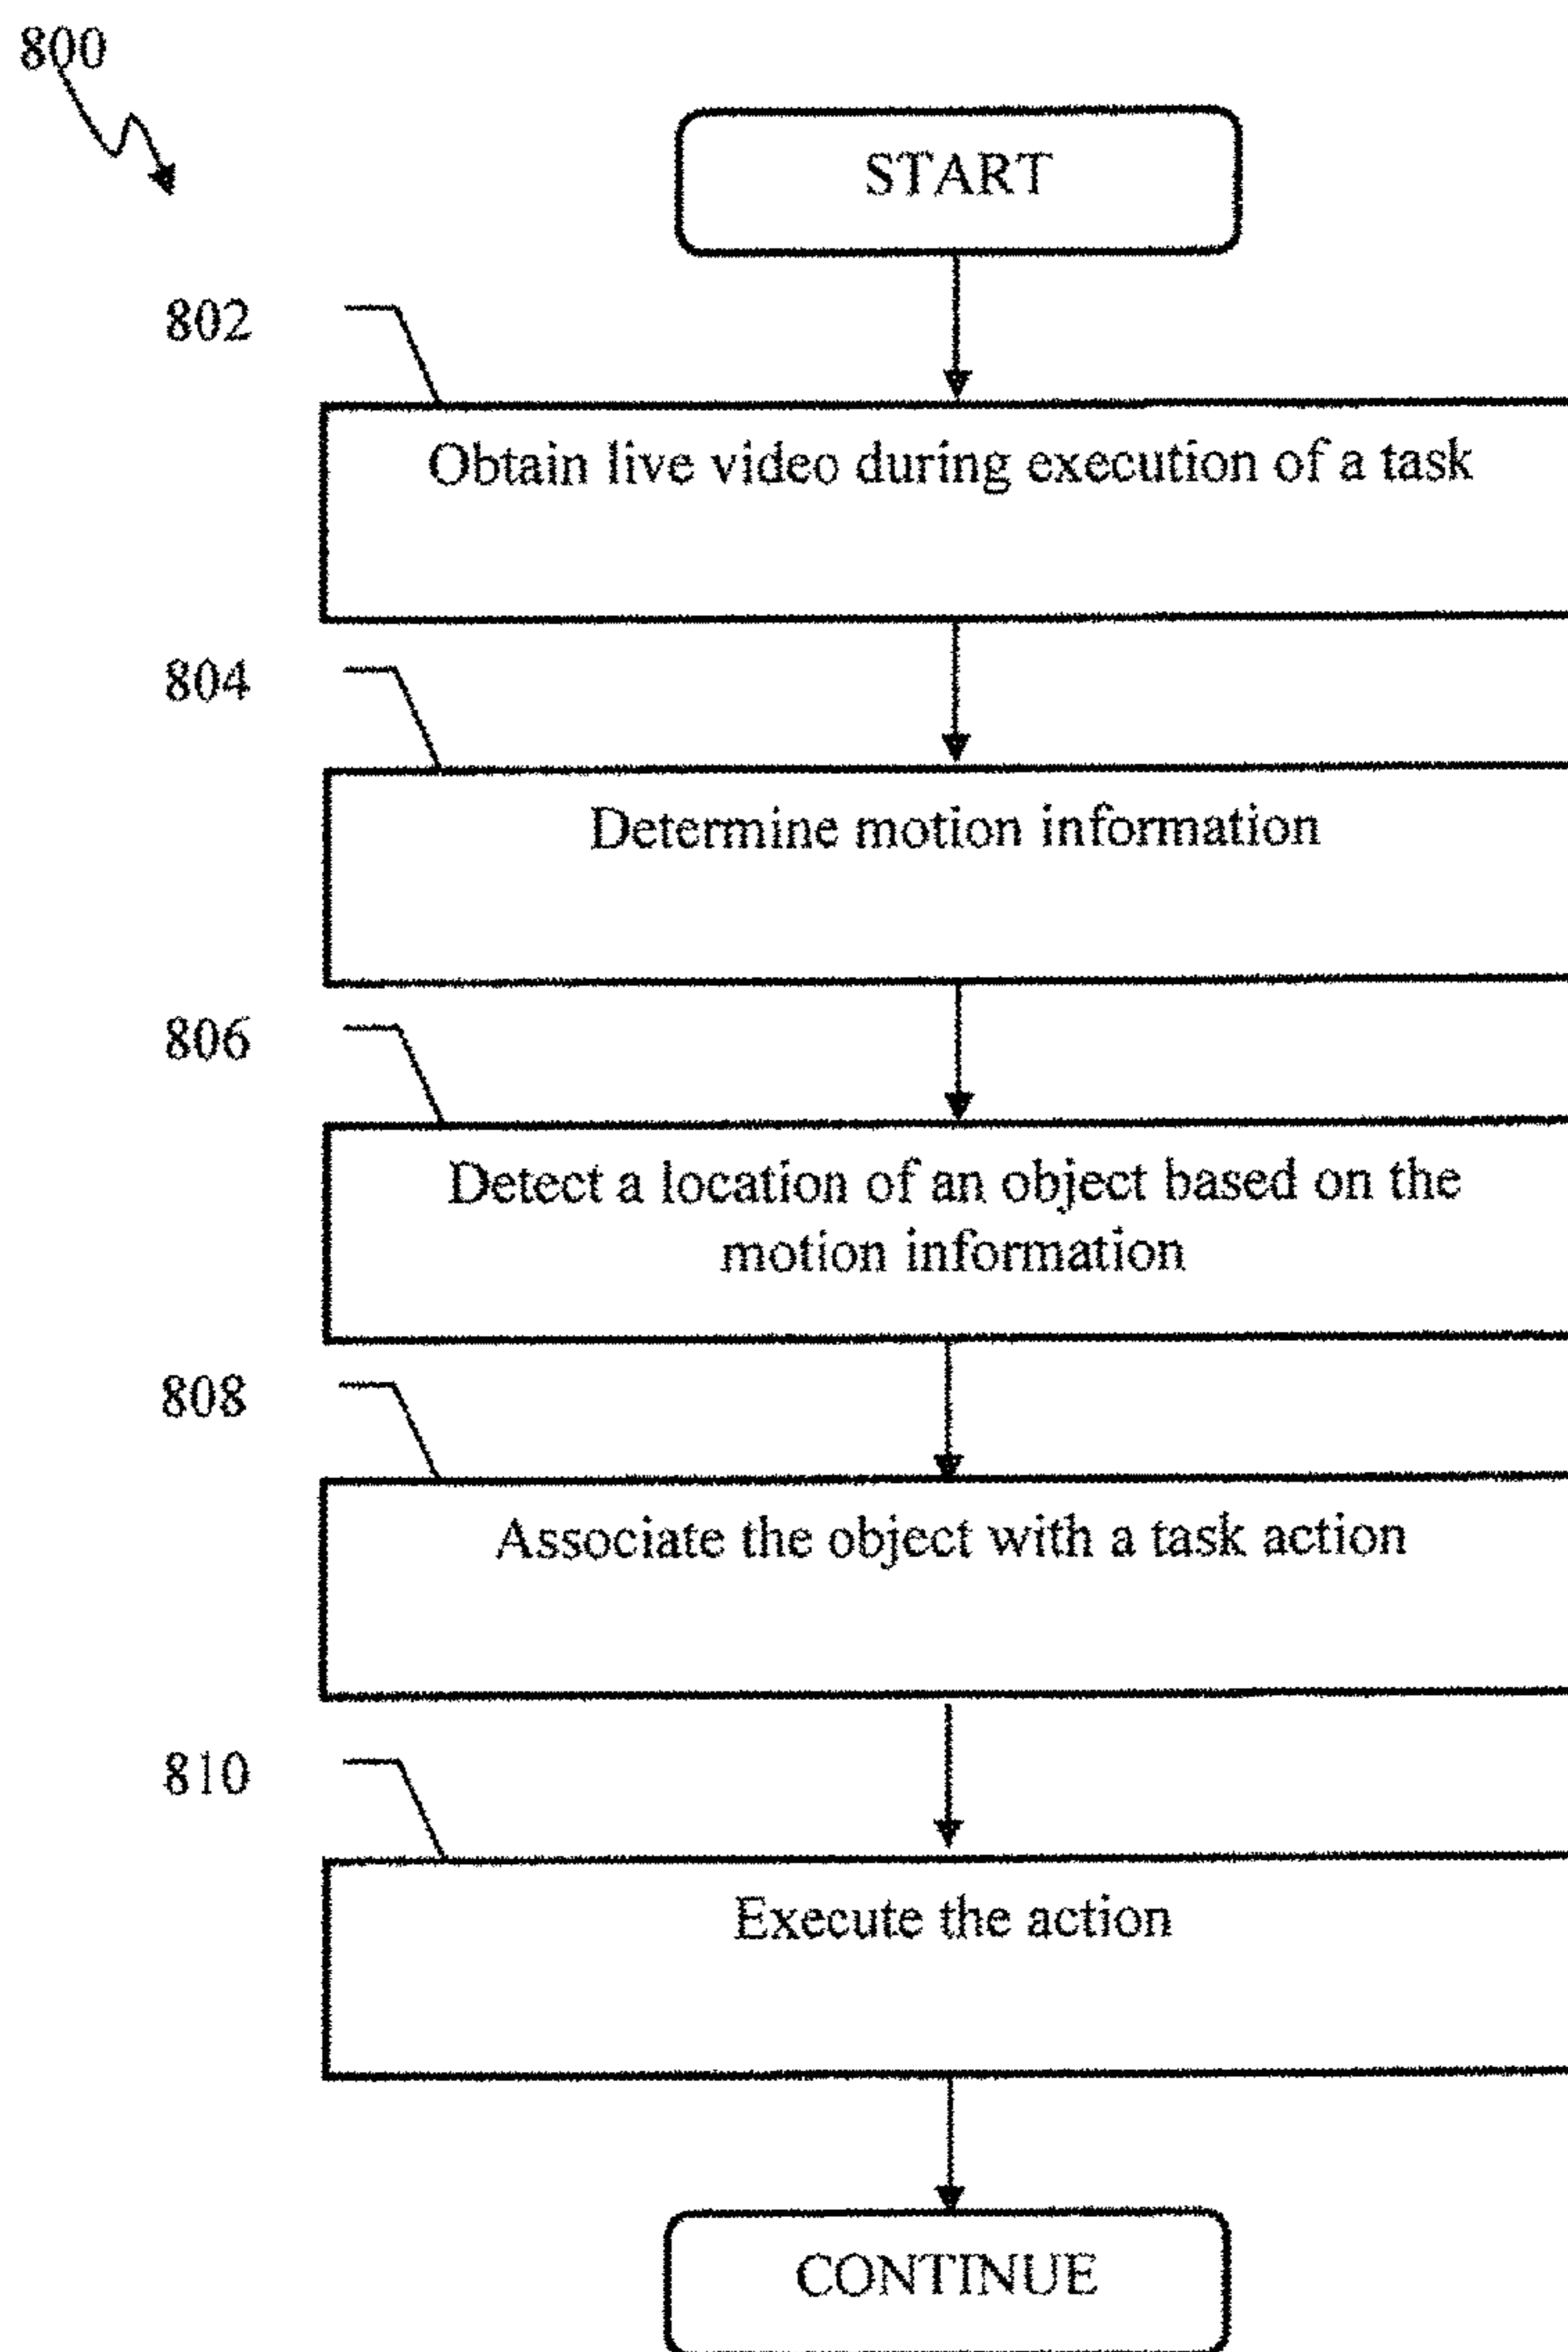 800
START
802
Obtain live video during execution of a task
804
Determine motion information
806
Detect a location of an object based on the
motion information
808
Associate the object with a task action
810
Execute the action
CONTINUE